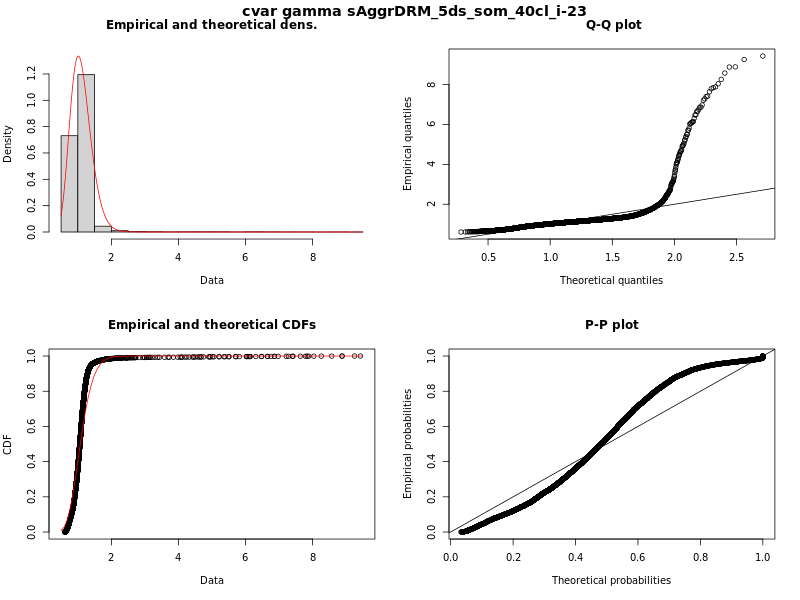 cvar gamma sAggrDRM_5ds_som_40cl_i-23
Empirical and theoretical dens.
Density
0.0 0.2 0.4 0.6 0.8 1.0 1.2
2 4 6 8
Data
Q-Q plot
Empirical quantiles
2 4 6 8
0.5 1.0 1.5 2.0 2.5
Theoretical quantiles
Empirical and theoretical CDFs
CDF
0.0 0.2 0.4 0.6 0.8 1.0
2 4 6 8
Data
P-P plot
Empirical probabilities
0.0 0.2 0.4 0.6 0.8 1.0
0.0 0.2 0.4 0.6 0.8 1.0
Theoretical probabilities